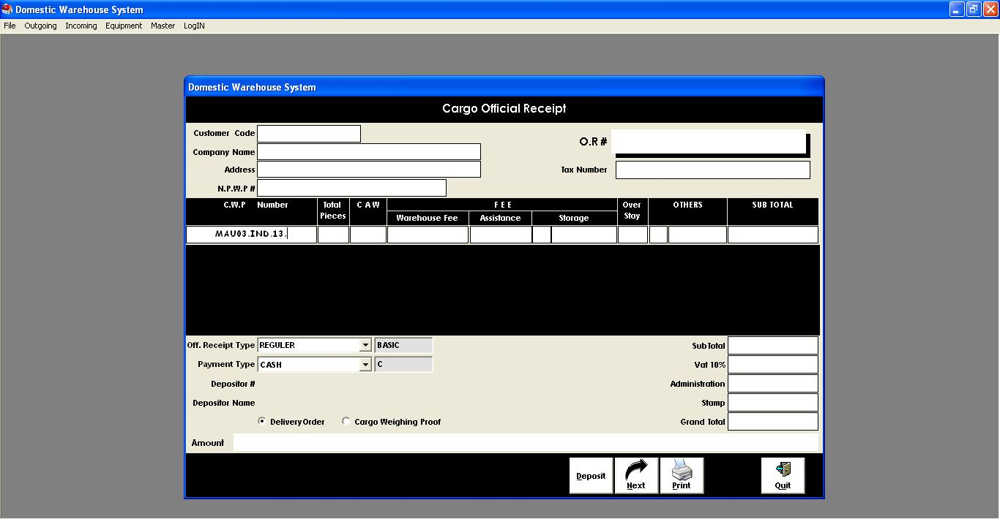 Domestic Warehouse System
File Outgoing Incoming Equipment Master LogIN
Domestic Warehouse System
Cargo Official Receipt
Customer Code
O.R #
Company Name
Address
Tax Number
N.P.W.P #
C.W.P Number Total Pieces C A W F E E Over Stay OTHERS SUB TOTAL
Warehouse Fee Assistance Storage
MAU03.IND.13.
Off. Receipt Type REGULER BASIC
SubTotal
Payment Type CASH C
Vat 10%
Depositor #
Administration
Depositor Name
Stamp
DeliveryOrder Cargo Weighing Proof
Grand Total
Amount
Deposit Next Print Quit